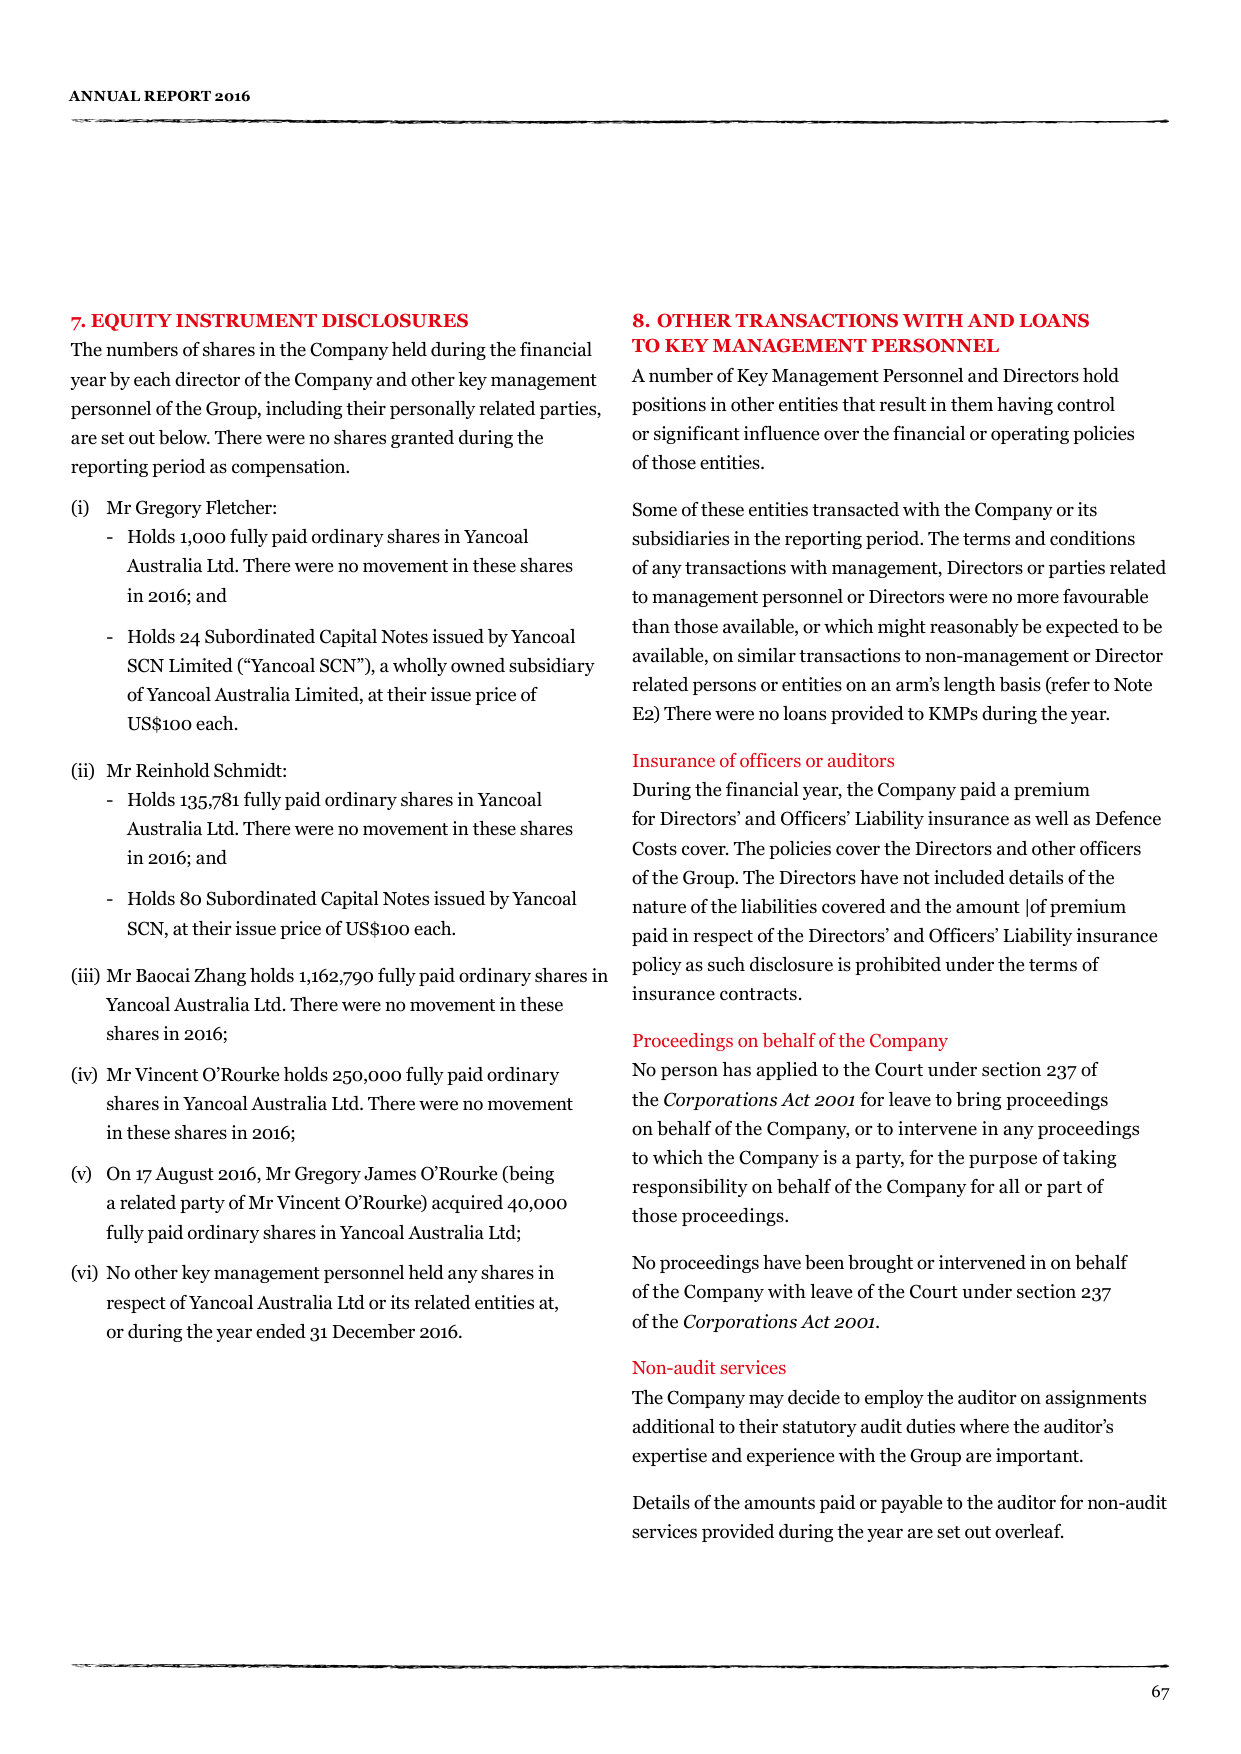 ANNUAL REPORT 2016
7. EQUITY INSTRUMENT DISCLOSURES
The numbers of shares in the Company held during the financial
year by each director of the Company and other key management
personnel of the Group, including their personally related parties,
are set out below. There were no shares granted during the
reporting period as compensation.
(i) Mr Gregory Fletcher:
- Holds 1,000 fully paid ordinary shares in Yancoal
Australia Ltd. There were no movement in these shares
in 2016; and
- Holds 24 Subordinated Capital Notes issued by Yancoal
SCN Limited (“Yancoal SCN”), a wholly owned subsidiary
of Yancoal Australia Limited, at their issue price of
US$100 each.
(ii) Mr Reinhold Schmidt:
- Holds 135,781 fully paid ordinary shares in Yancoal
Australia Ltd. There were no movement in these shares
in 2016; and
- Holds 80 Subordinated Capital Notes issued by Yancoal
SCN, at their issue price of US$100 each.
(iii) Mr Baocai Zhang holds 1,162,790 fully paid ordinary shares in
Yancoal Australia Ltd. There were no movement in these
shares in 2016;
(iv) Mr Vincent O’Rourke holds 250,000 fully paid ordinary
shares in Yancoal Australia Ltd. There were no movement
in these shares in 2016;
(v) On 17 August 2016, Mr Gregory James O’Rourke (being
a related party of Mr Vincent O’Rourke) acquired 40,000
fully paid ordinary shares in Yancoal Australia Ltd;
(vi) No other key management personnel held any shares in
respect of Yancoal Australia Ltd or its related entities at,
or during the year ended 31 December 2016.
8. OTHER TRANSACTIONS WITH AND LOANS
TO KEY MANAGEMENT PERSONNEL
A number of Key Management Personnel and Directors hold
positions in other entities that result in them having control
or significant influence over the financial or operating policies
of those entities.
Some of these entities transacted with the Company or its
subsidiaries in the reporting period. The terms and conditions
of any transactions with management, Directors or parties related
to management personnel or Directors were no more favourable
than those available, or which might reasonably be expected to be
available, on similar transactions to non-management or Director
related persons or entities on an arm’s length basis (refer to Note
E2) There were no loans provided to KMPs during the year.
Insurance of officers or auditors
During the financial year, the Company paid a premium
for Directors’ and Officers’ Liability insurance as well as Defence
Costs cover. The policies cover the Directors and other officers
of the Group. The Directors have not included details of the
nature of the liabilities covered and the amount |of premium
paid in respect of the Directors’ and Officers’ Liability insurance
policy as such disclosure is prohibited under the terms of
insurance contracts.
Proceedings on behalf of the Company
No person has applied to the Court under section 237 of
the Corporations Act 2001 for leave to bring proceedings
on behalf of the Company, or to intervene in any proceedings
to which the Company is a party, for the purpose of taking
responsibility on behalf of the Company for all or part of
those proceedings.
No proceedings have been brought or intervened in on behalf
of the Company with leave of the Court under section 237
of the Corporations Act 2001.
Non-audit services
The Company may decide to employ the auditor on assignments
additional to their statutory audit duties where the auditor’s
expertise and experience with the Group are important.
Details of the amounts paid or payable to the auditor for non-audit
services provided during the year are set out overleaf.
67